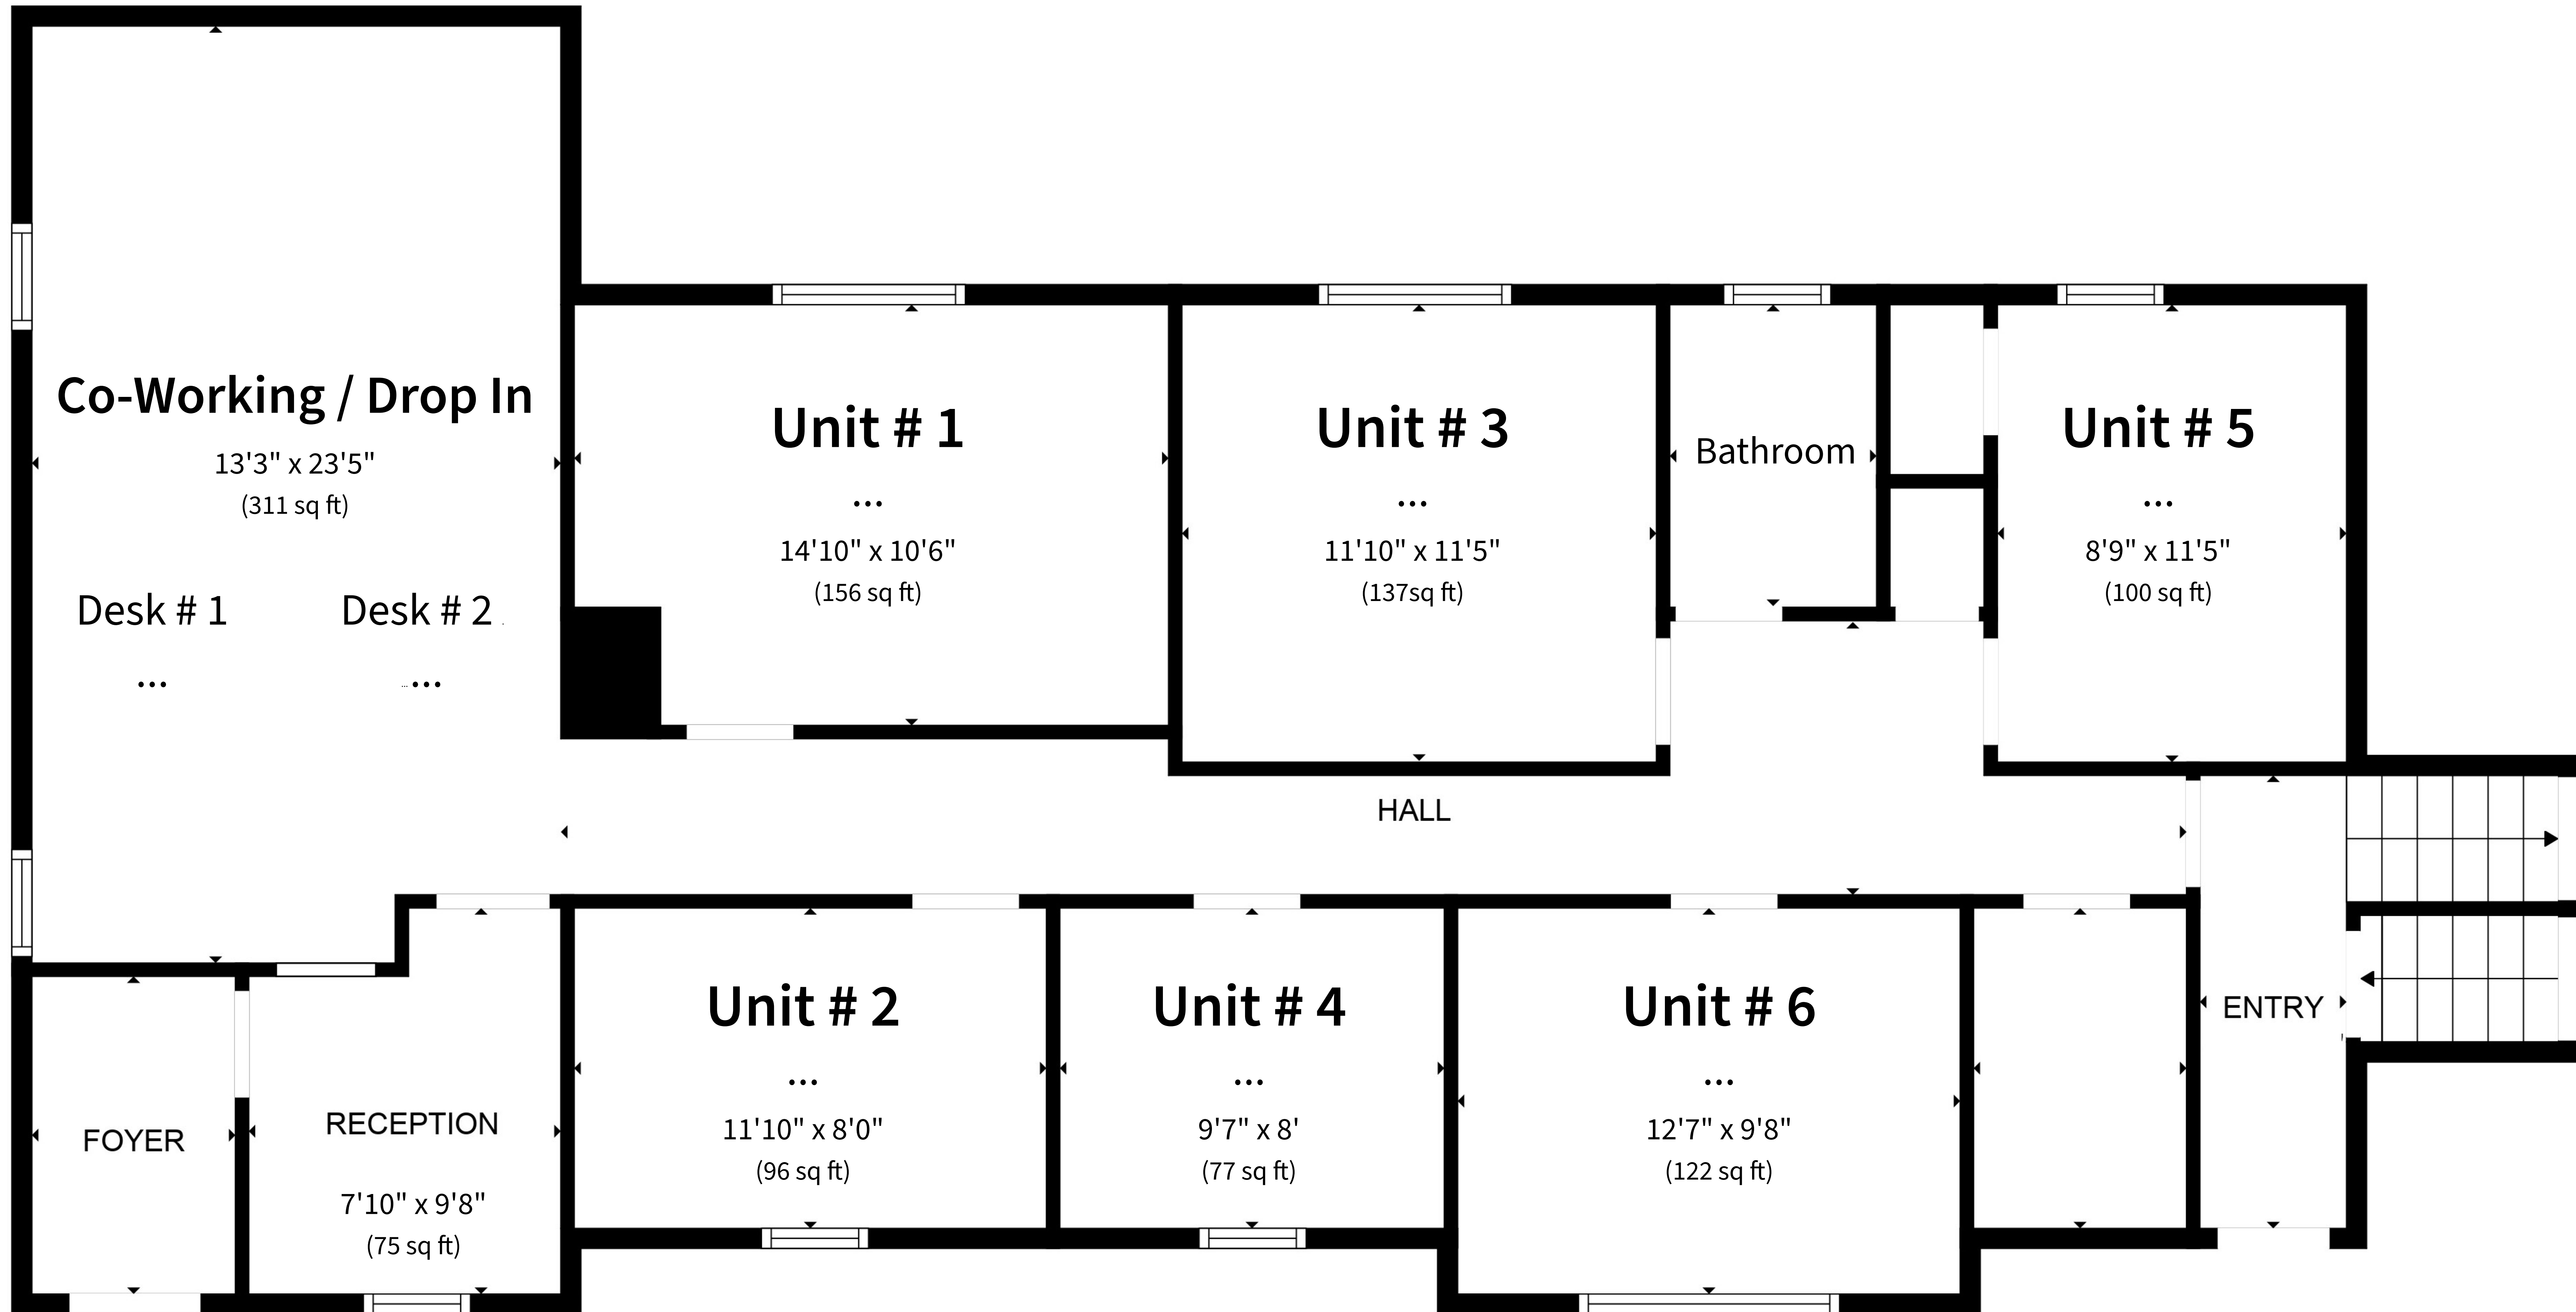 Co-Working / Drop In
13'3" x 23'5"
(311 sq ft)
Desk # 1
...
Desk # 2
...
Unit # 1
...
14'10" x 10'6"
(156 sq ft)
Unit # 3
...
11'10" x 11'5"
(137sq ft)
Bathroom
Unit # 5
...
8'9" x 11'5"
(100 sq ft)
HALL
FOYER
RECEPTION
7'10" x 9'8"
(75 sq ft)
Unit # 2
...
11'10" x 8'0"
(96 sq ft)
Unit # 4
...
9'7" x 8'
(77 sq ft)
Unit # 6
...
12'7" x 9'8"
(122 sq ft)
ENTRY